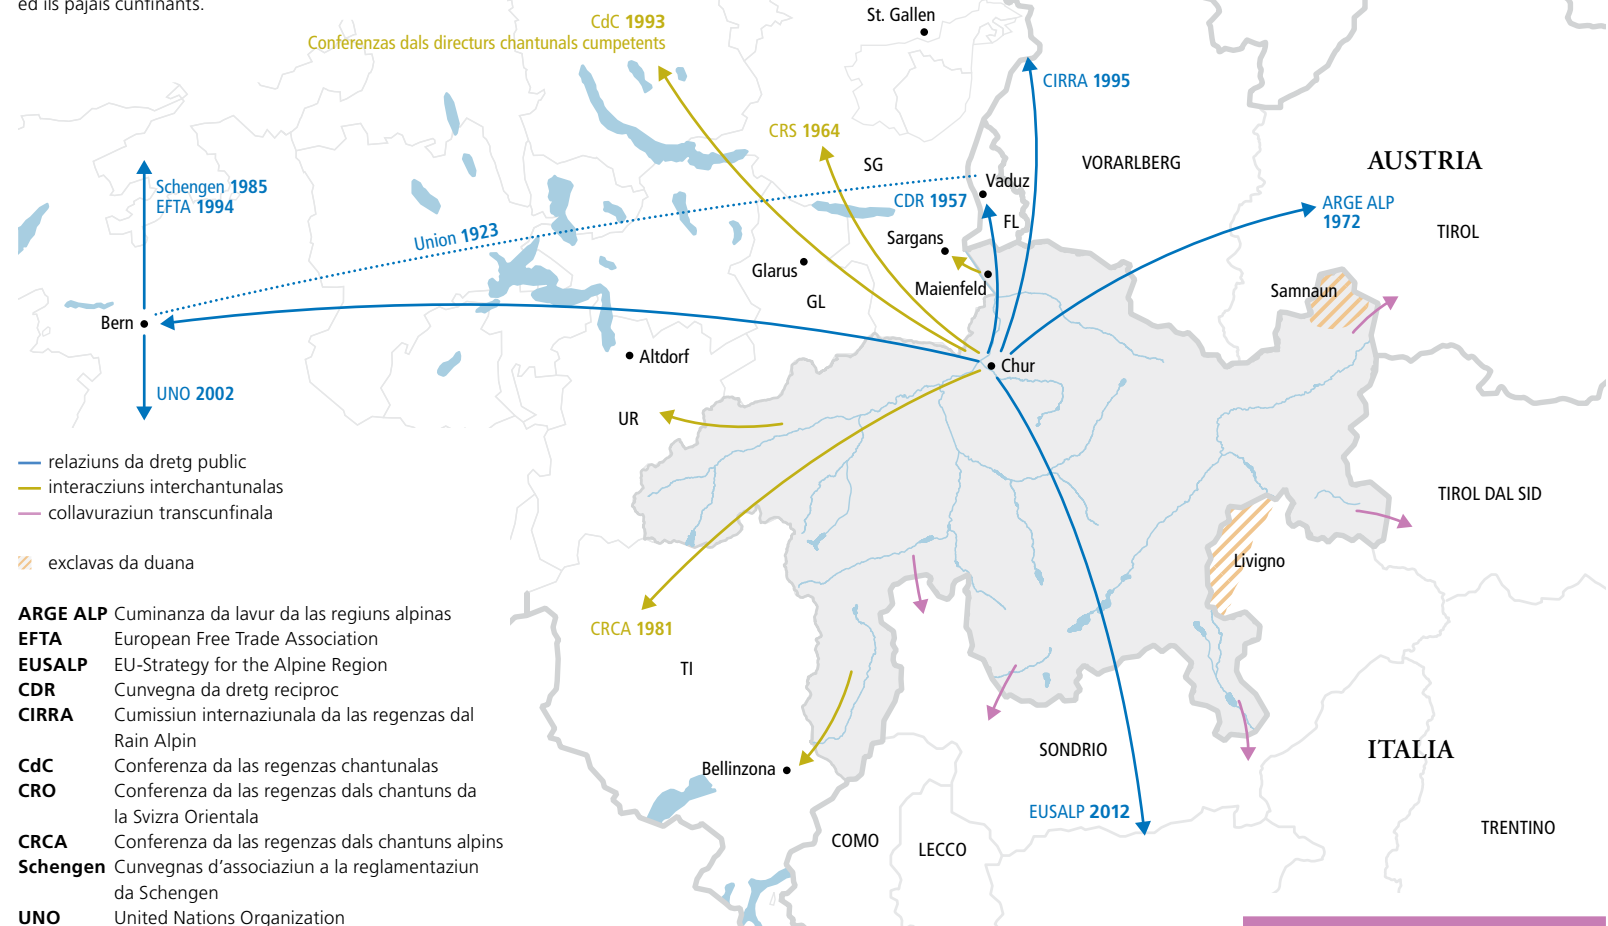 ed ils pajais cunfinants.
CdC 1993
Conferenzas dals directurs chantunals cumpetents
St. Gallen
CIRRA 1995
CRS 1964
SG
VORARLBERG
AUSTRIA
Schengen 1985
EFTA 1994
Vaduz
CDR 1957
ARGE ALP
1972
FL
TIROL
Union 1923
Sargans
Glarus
Maienfeld
Samnaun
GL
Bern
Altdorf
Chur
UNO 2002
UR
relaziuns da dretg public
interacziuns interchantunalas
collavuraziun transcunfinala
exclavas da duana
TIROL DAL SID
Livigno
CRCA 1981
TI
SONDRIO
ITALIA
Bellinzona
EUSALP 2012
COMO
LECCO
TRENTINO
ARGE ALP Cuminanza da lavur da las regiuns alpinas
EFTA European Free Trade Association
EUSALP EU-Strategy for the Alpine Region
CDR Cunvegna da dretg reciproc
CIRRA Cumissiun internaziunala da las regenzas dal
Rain Alpin
CdC Conferenza da las regenzas chantunalas
CRO Conferenza da las regenzas dals chantuns da
la Svizra Orientala
CRCA Conferenza da las regenzas dals chantuns alpins
Schengen Cunvegnas d'associaziun a la reglamentaziun
da Schengen
UNO United Nations Organization